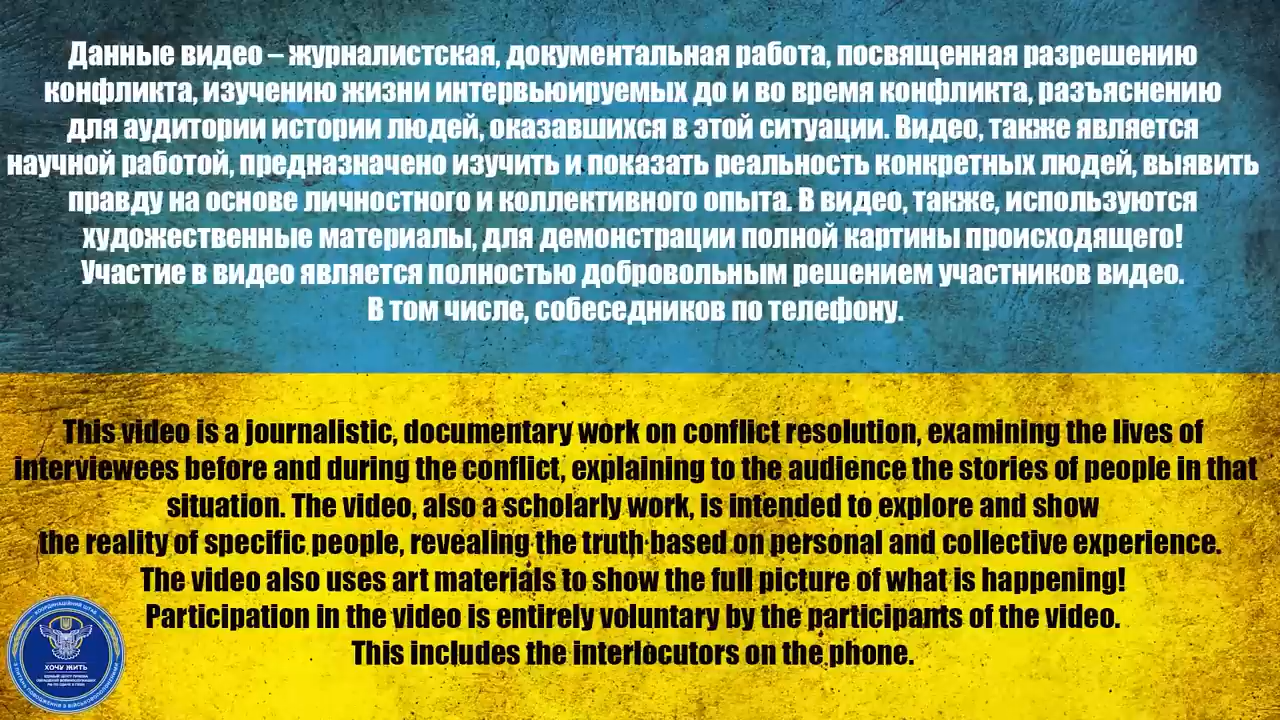 Данные видео – журналистская, документальная работа, посвященная разрешению
конфликта, изучению жизни интервьюируемых до и во время конфликта, разъяснению
для аудитории истории людей, оказавшихся в этой ситуации. Видео, также является
научной работой, предназначено изучить и показать реальность конкретных людей, выявить
правду на основе личностного и коллективного опыта. В видео, также, используются
художественные материалы, для демонстрации полной картины происходящего!
Участие в видео является полностью добровольным решением участников видео.
В том числе, собеседников по телефону.
This video is a journalistic, documentary work on conflict resolution, examining the lives of
interviewees before and during the conflict, explaining to the audience the stories of people in that
situation. The video, also a scholarly work, is intended to explore and show
the reality of specific people, revealing the truth based on personal and collective experience.
The video also uses art materials to show the full picture of what is happening!
Participation in the video is entirely voluntary by the participants of the video.
This includes the interlocutors on the phone.
КООРДИНАЦІЙНИЙ ШТАБ
ХОЧУ ЖИТЬ